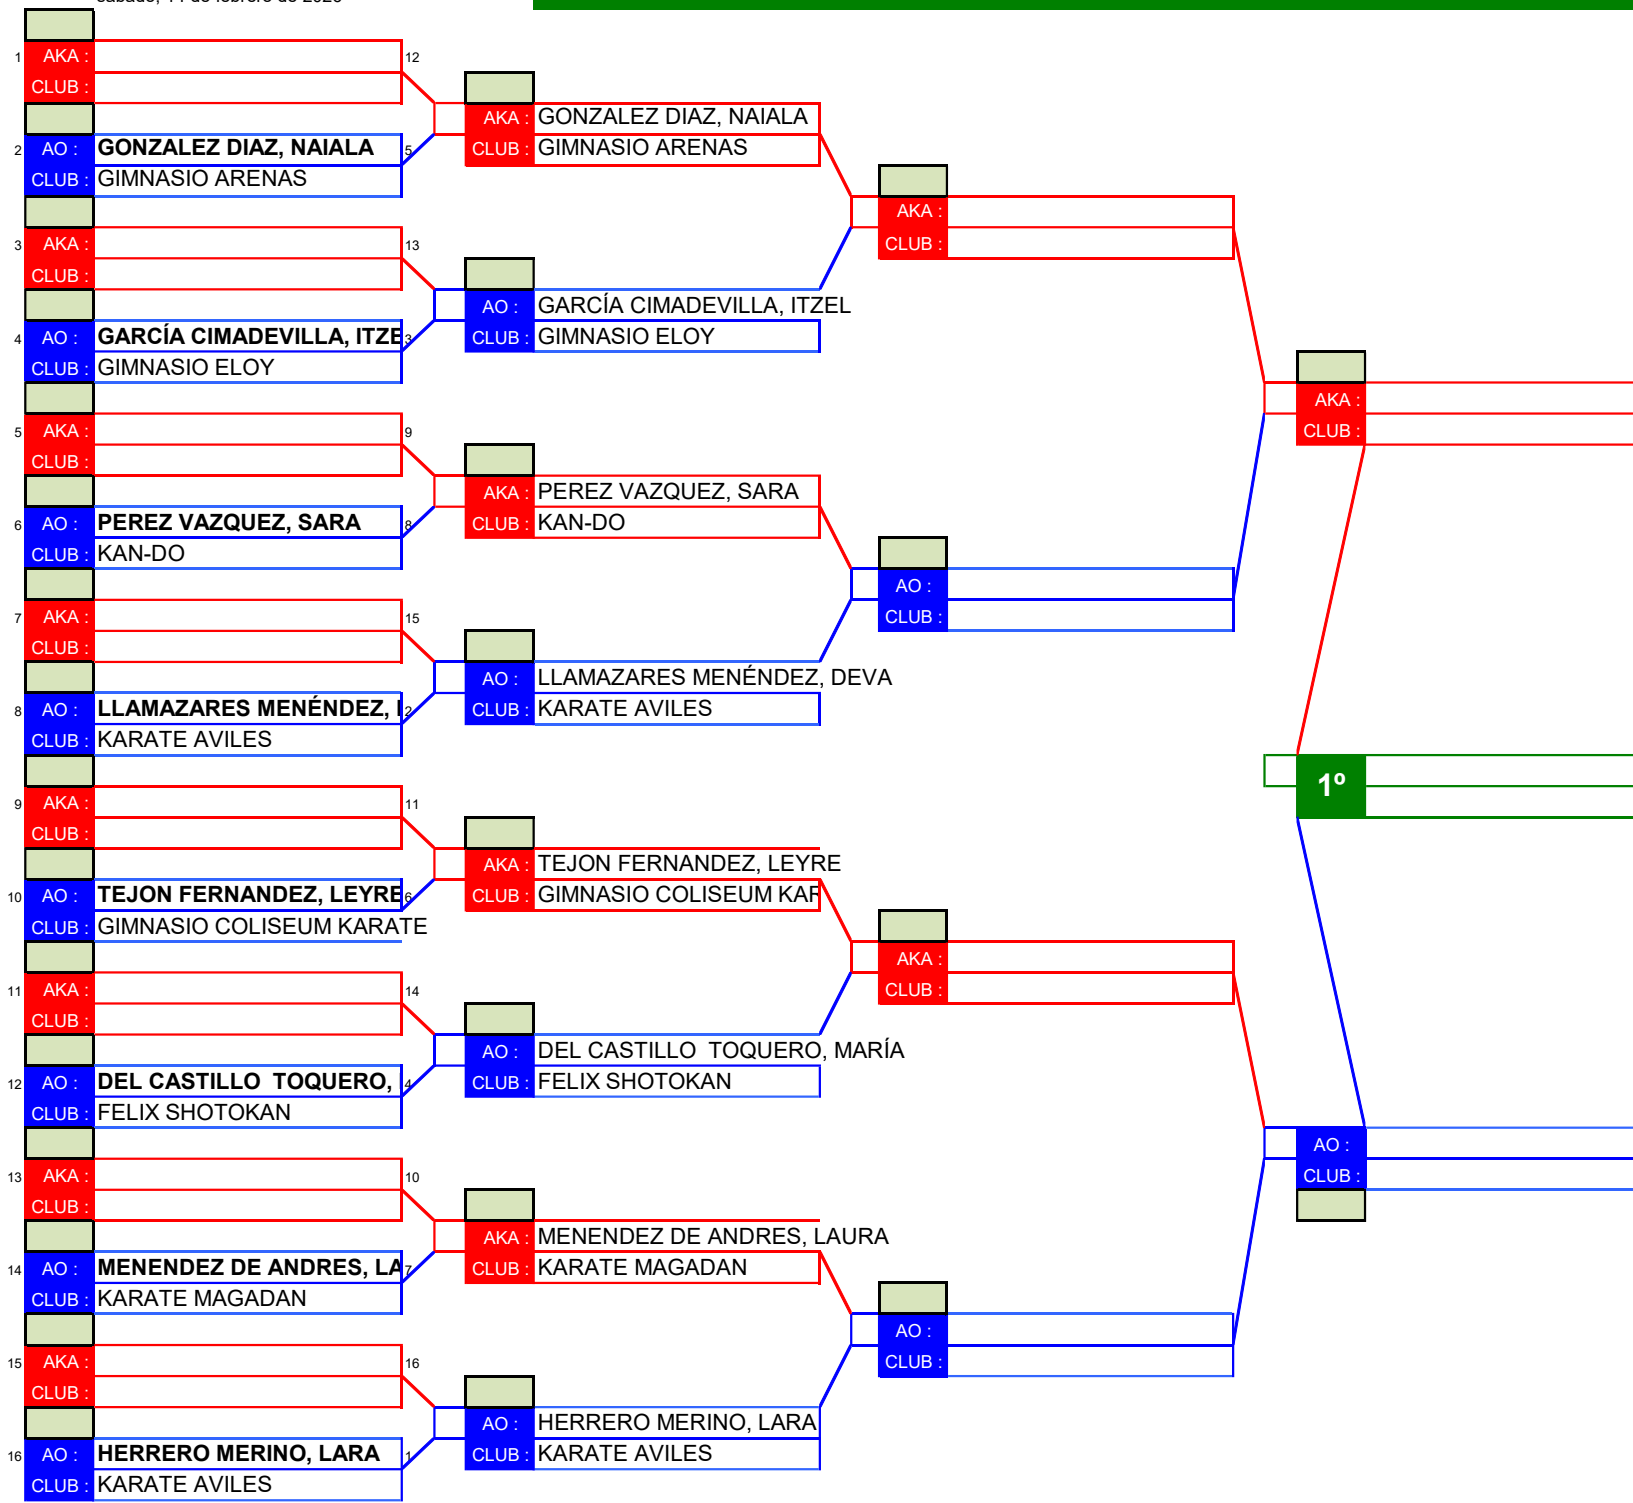 1 AKA : 12
CLUB :
2 AO : GONZALEZ DIAZ, NAIALA 5
CLUB : GIMNASIO ARENAS
3 AKA : 13
CLUB :
4 AO : GARCÍA CIMADEVILLA, ITZE 3
CLUB : GIMNASIO ELOY
5 AKA : 9
CLUB :
6 AO : PEREZ VAZQUEZ, SARA 8
CLUB : KAN-DO
7 AKA : 15
CLUB :
8 AO : LLAMAZARES MENÉNDEZ, 2
CLUB : KARATE AVILES
9 AKA : 11
CLUB :
10 AO : TEJON FERNANDEZ, LEYRE 6
CLUB : GIMNASIO COLISEUM KARATE
11 AKA : 14
CLUB :
12 AO : DEL CASTILLO TOQUERO, 4
CLUB : FELIX SHOTOKAN
13 AKA : 10
CLUB :
14 AO : MENENDEZ DE ANDRES, LA 7
CLUB : KARATE MAGADAN
15 AKA : 16
CLUB :
16 AO : HERRERO MERINO, LARA 1
CLUB : KARATE AVILES
AKA : GONZALEZ DIAZ, NAIALA
CLUB : GIMNASIO ARENAS
AO : GARCÍA CIMADEVILLA, ITZEL
CLUB : GIMNASIO ELOY
AKA : PEREZ VAZQUEZ, SARA
CLUB : KAN-DO
AO : LLAMAZARES MENÉNDEZ, DEVA
CLUB : KARATE AVILES
AKA : TEJON FERNANDEZ, LEYRE
CLUB : GIMNASIO COLISEUM KAR
AO : DEL CASTILLO TOQUERO, MARÍA
CLUB : FELIX SHOTOKAN
AKA : MENENDEZ DE ANDRES, LAURA
CLUB : KARATE MAGADAN
AO : HERRERO MERINO, LARA
CLUB : KARATE AVILES
AKA :
CLUB :
AO :
CLUB :
AKA :
CLUB :
AO :
CLUB :
AKA :
CLUB :
1º
AO :
CLUB :